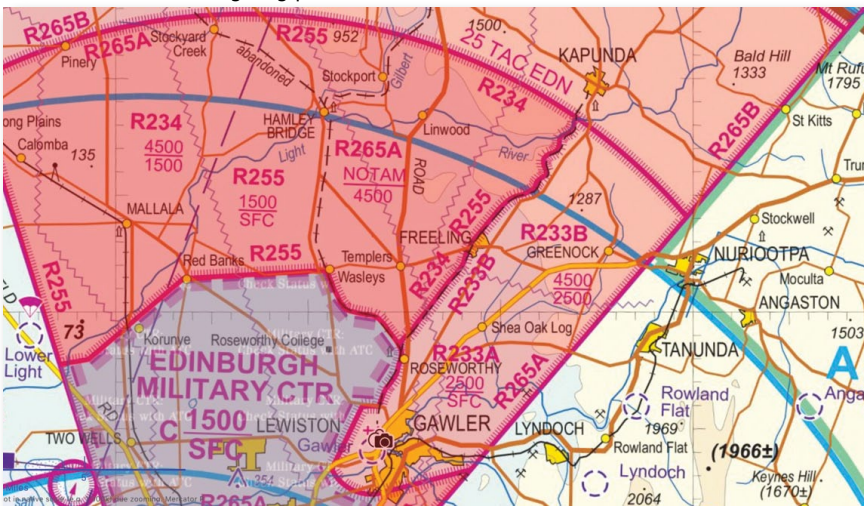 R265B
R265A
Pinery
Stockyard
Creek
abandoned
R255
952
Stockport
Gilbert
1500
25 TAC EDN
R234
KAPUNDA
Bald Hill
1333
1795
R265B
St Kitts
Calomba
135
R234
4500
1500
HAMLEY
BRIDGE
Light
Linwood
River
R265A
NOTAM
4500
ROAD
R255
1500
SFC
R255
1287
Stockwell
MALLALA
FREELING
R233B
GREENOCK
4500
2500
NURIOOTPA
Moculta
ANGASTON
R255
Red Banks
R255
Templers
Wasleys
R234
R233B
73
Korunye
Roseworthy College
Shea Oak Log
1503
Lower
Light
EDINBURGH
MILITARY CTR
C 1500
SFC
ROSEWORTHY
R233A
2500
SFC
R265A
TANUNDA
A
Rowland
Flat
1969
TWO WELLS
RD
LEWISTON
Gawler
GAWLER
LYNDOCH
Rowland Flat
(1966±)
Lyndoch
2064
Keynes Hill
(1670±)
254
R265A